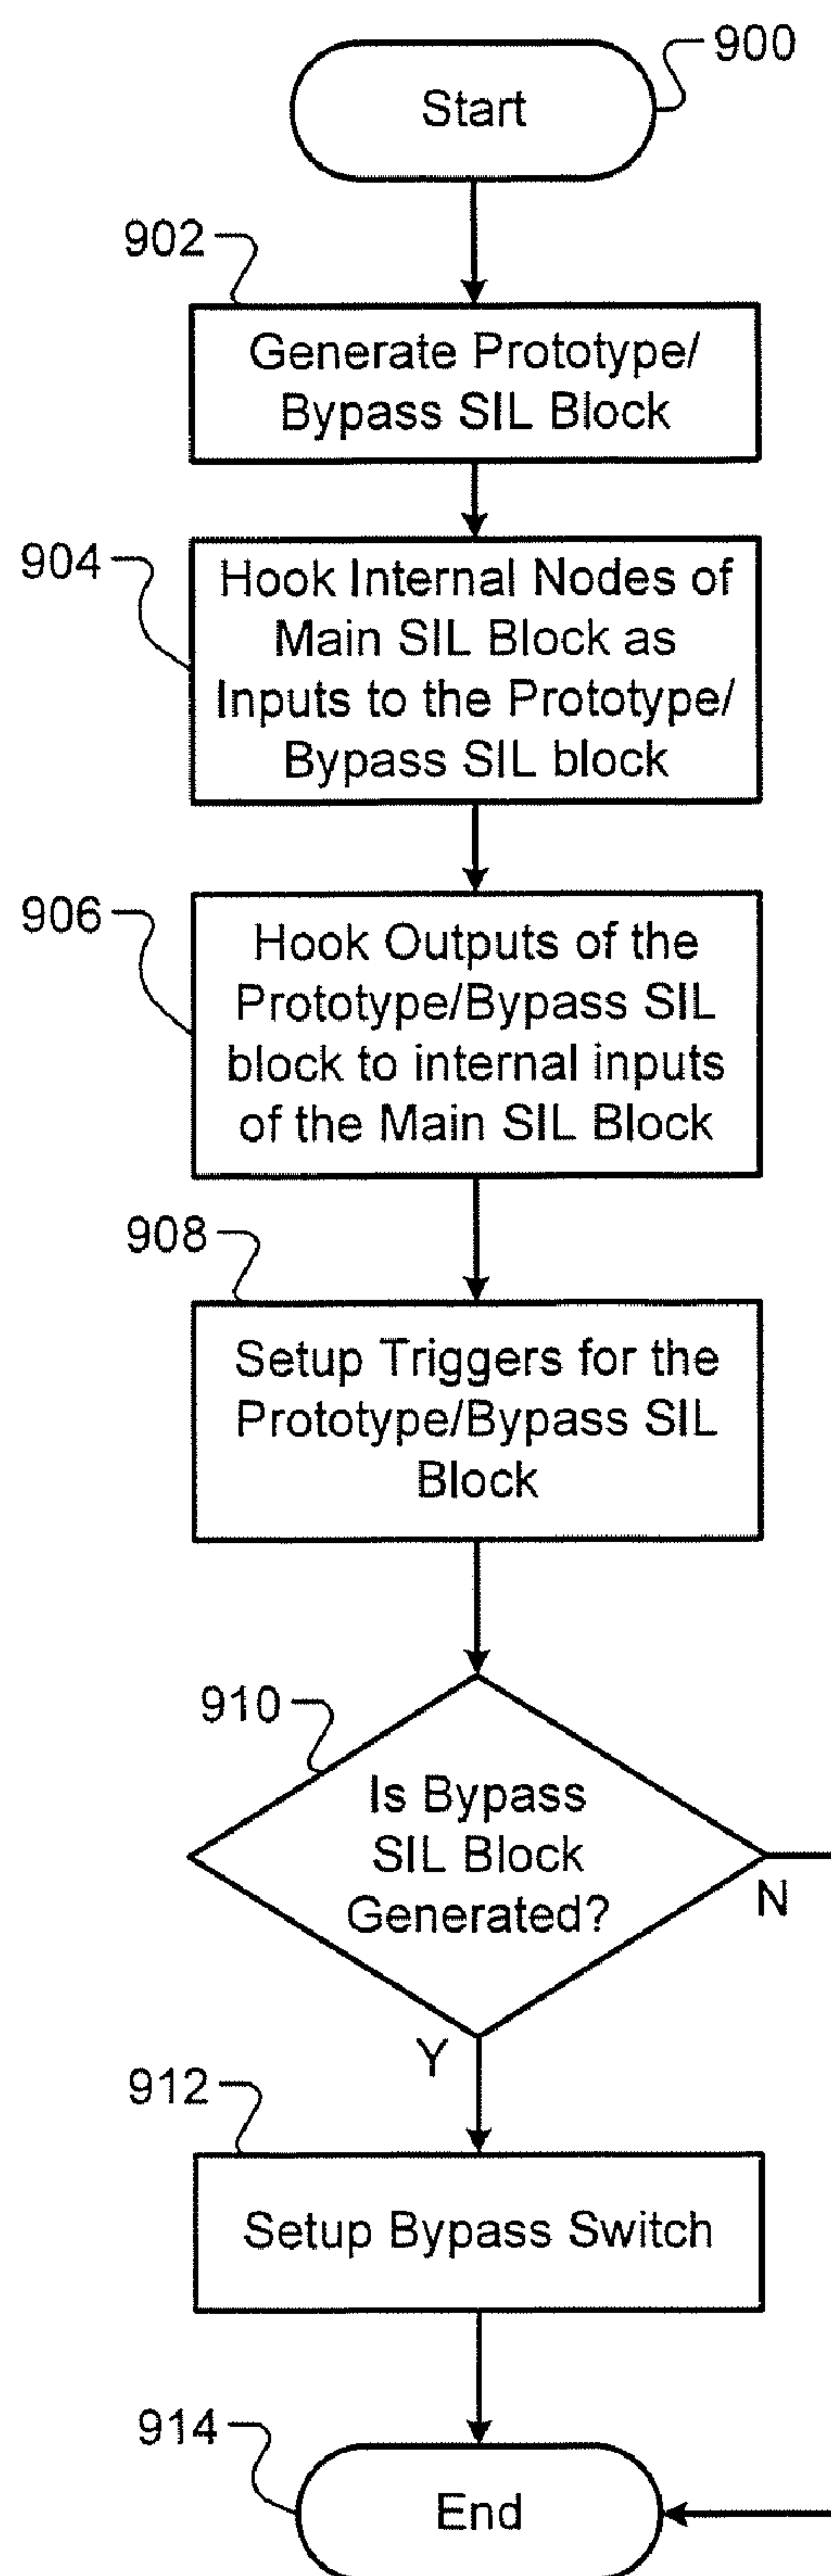 900
Start
902
Generate Prototype/
Bypass SIL Block
904
Hook Internal Nodes of
Main SIL Block as
Inputs to the Prototype/
Bypass SIL block
906
Hook Outputs of the
Prototype/Bypass SIL
block to internal inputs
of the Main SIL Block
908
Setup Triggers for the
Prototype/Bypass SIL
Block
910
Is Bypass
SIL Block
Generated?
N
Y
912
Setup Bypass Switch
914
End